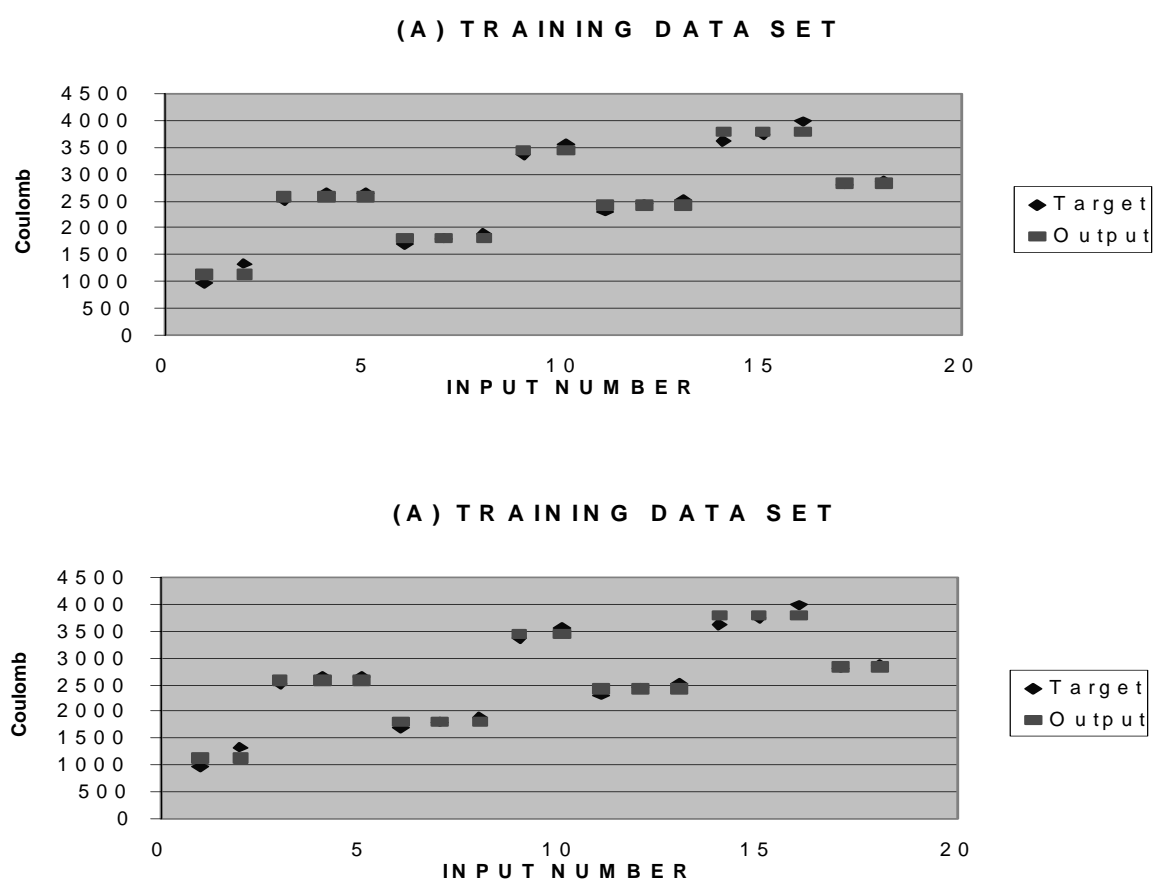 (A) TRAINING DATA SET
4500
4000
3500
3000
2500
2000
1500
1000
500
0
Coulomb
0 5 10 15 20
INPUT NUMBER
Target
Output
(A) TRAINING DATA SET
4500
4000
3500
3000
2500
2000
1500
1000
500
0
Coulomb
0 5 10 15 20
INPUT NUMBER
Target
Output